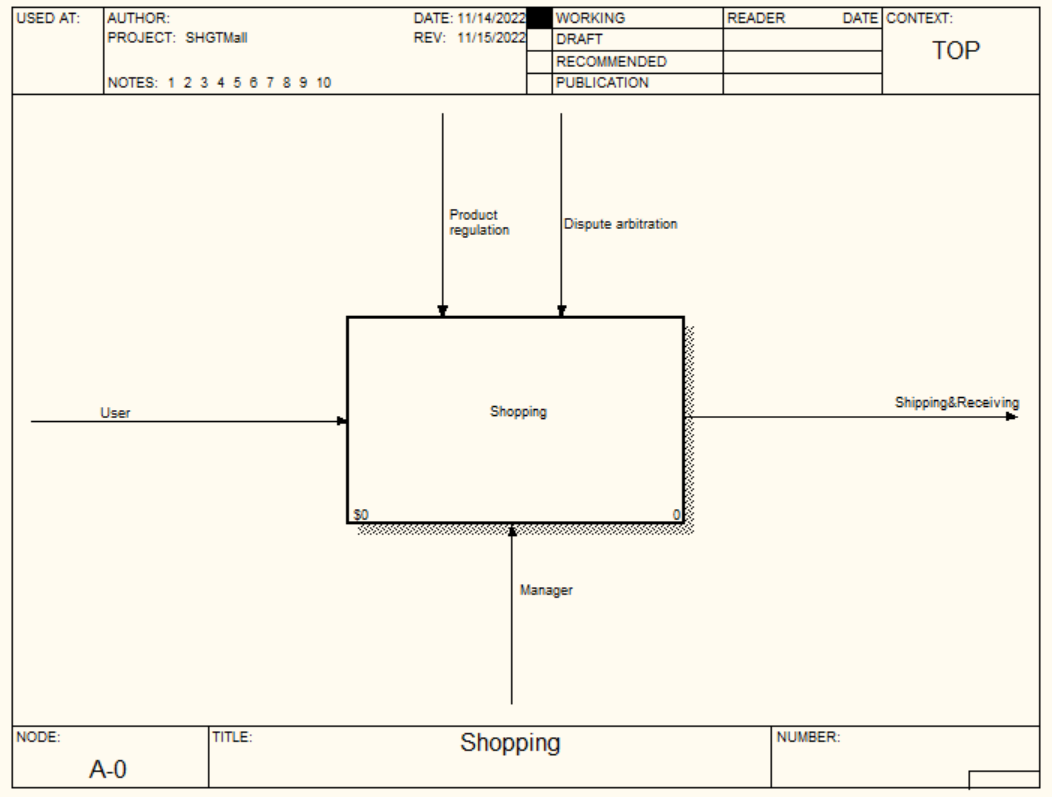 USED AT:
AUTHOR:
DATE: 11/14/2022
WORKING
READER
DATE
CONTEXT:
PROJECT: SHGTMall
REV: 11/15/2022
DRAFT
TOP
RECOMMENDED
NOTES: 1 2 3 4 5 6 7 8 9 10
PUBLICATION
Product
regulation
Dispute arbitration
User
Shopping
Shipping&Receiving
$0
0
Manager
NODE:
TITLE:
NUMBER:
A-0
Shopping